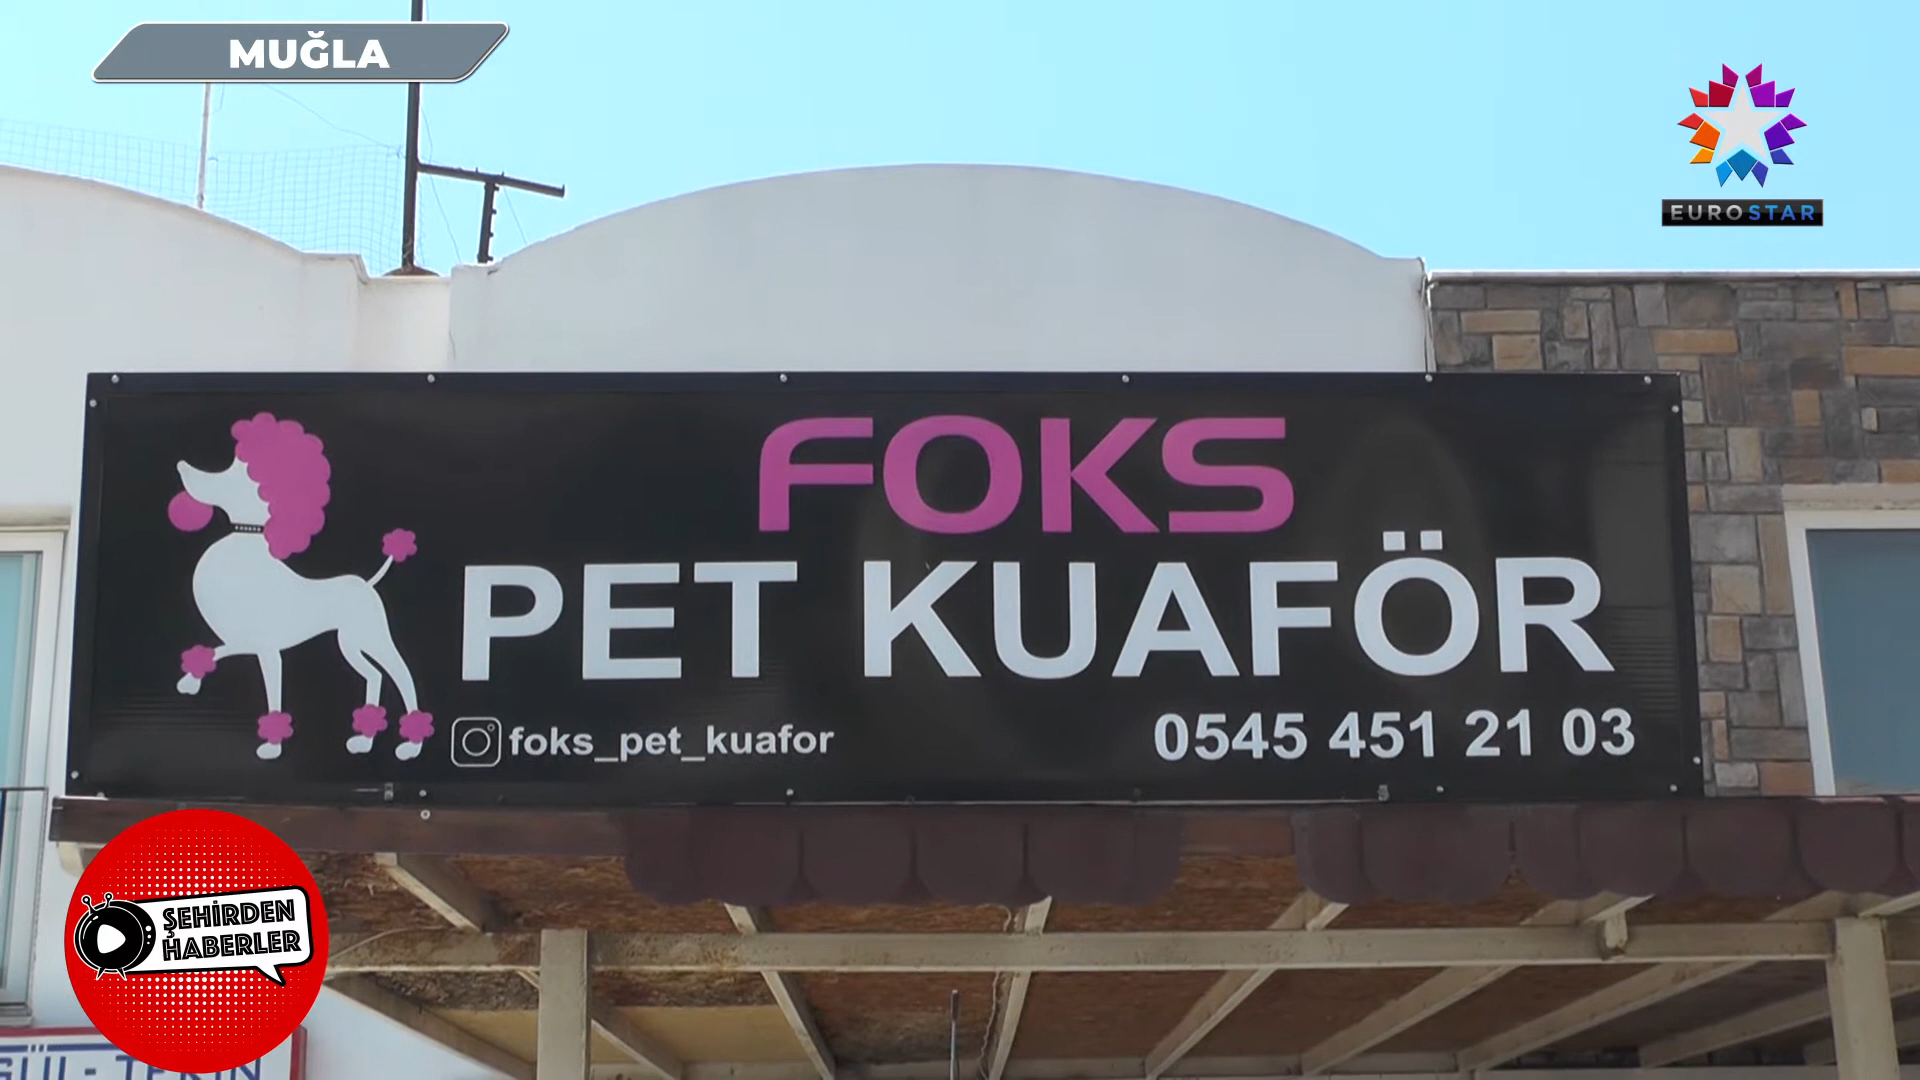 MUĞLA
EUROSTAR
FOKS
PET KUAFÖR
foks_pet_kuafor
0545 451 21 03
ŞEHİRDEN
HABERLER